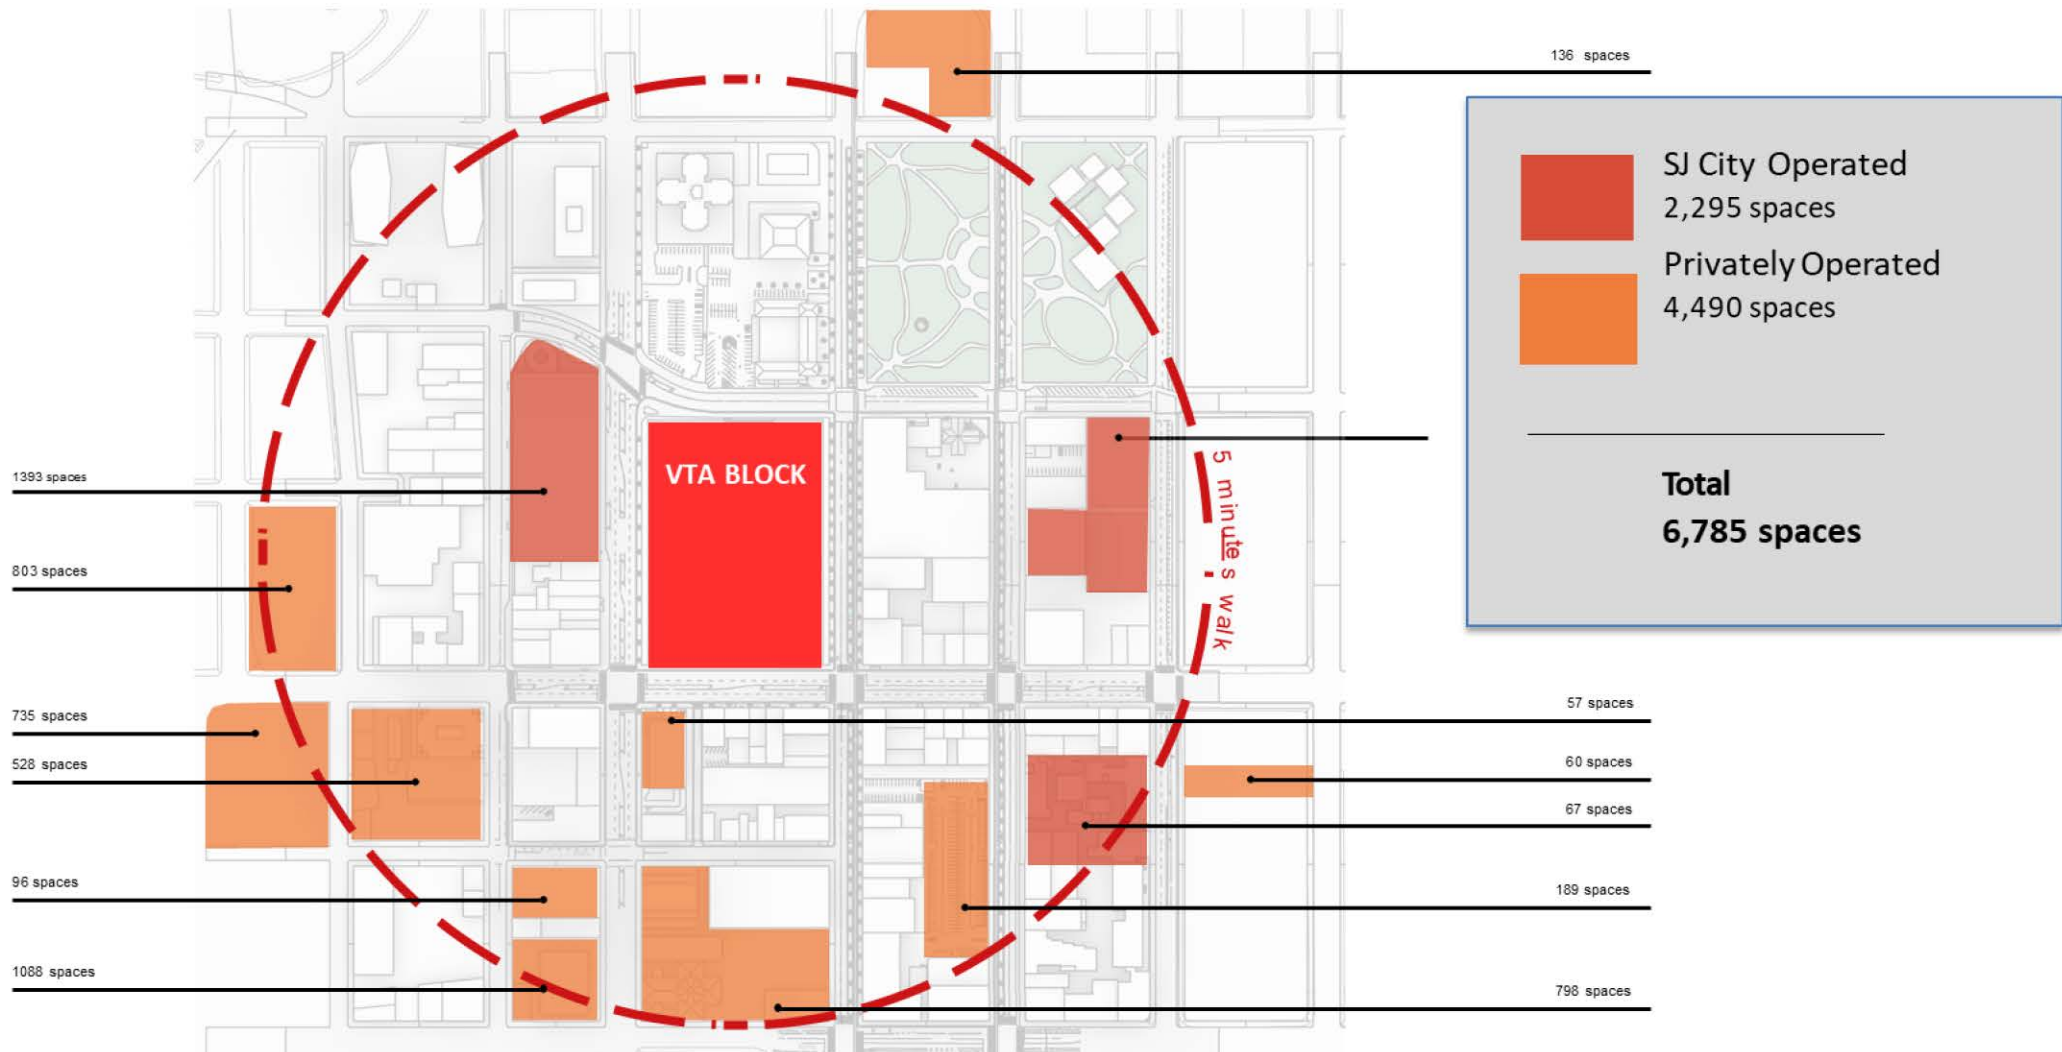 136 spaces
SJ City Operated
2,295 spaces
Privately Operated
4,490 spaces
Total
6,785 spaces
VTA BLOCK
5 minutes walk
1393 spaces
803 spaces
735 spaces
528 spaces
96 spaces
1088 spaces
57 spaces
60 spaces
67 spaces
189 spaces
798 spaces